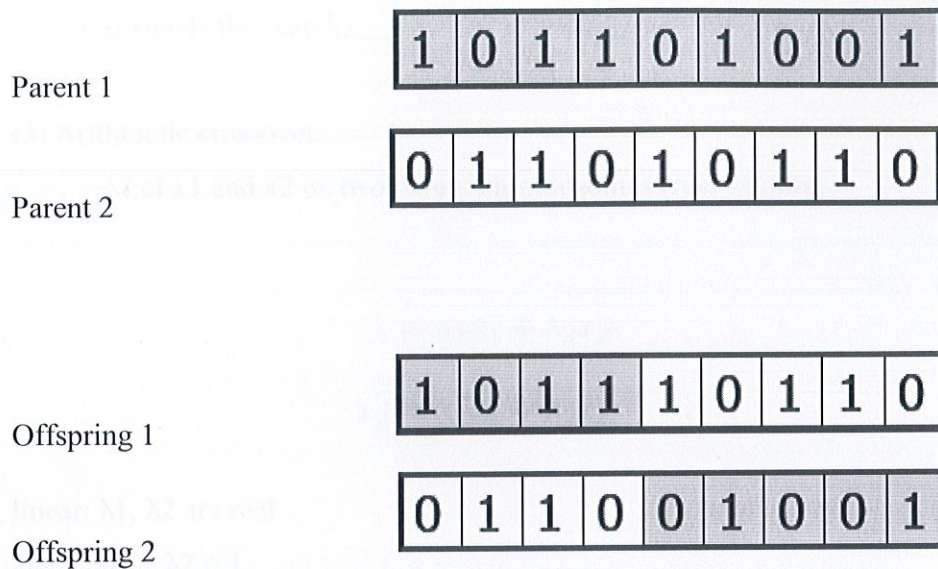 1 0 1 1 0 1 0 0 1
Parent 1
0 1 1 0 1 0 1 1 0
Parent 2
1 0 1 1 1 0 1 1 0
Offspring 1
0 1 1 0 0 1 0 0 1
Offspring 2